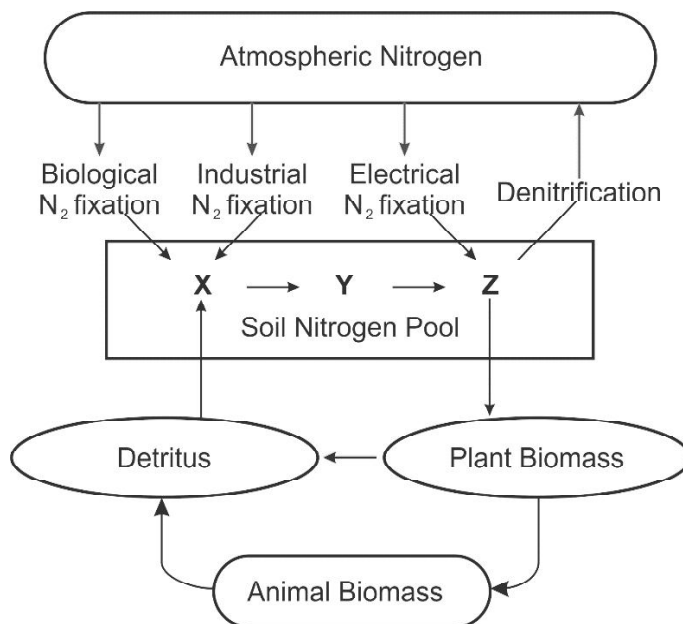 Atmospheric Nitrogen
Biological
N₂ fixation
Industrial
N₂ fixation
Electrical
N₂ fixation
Denitrification
X
Y
Z
Soil Nitrogen Pool
Detritus
Plant Biomass
Animal Biomass